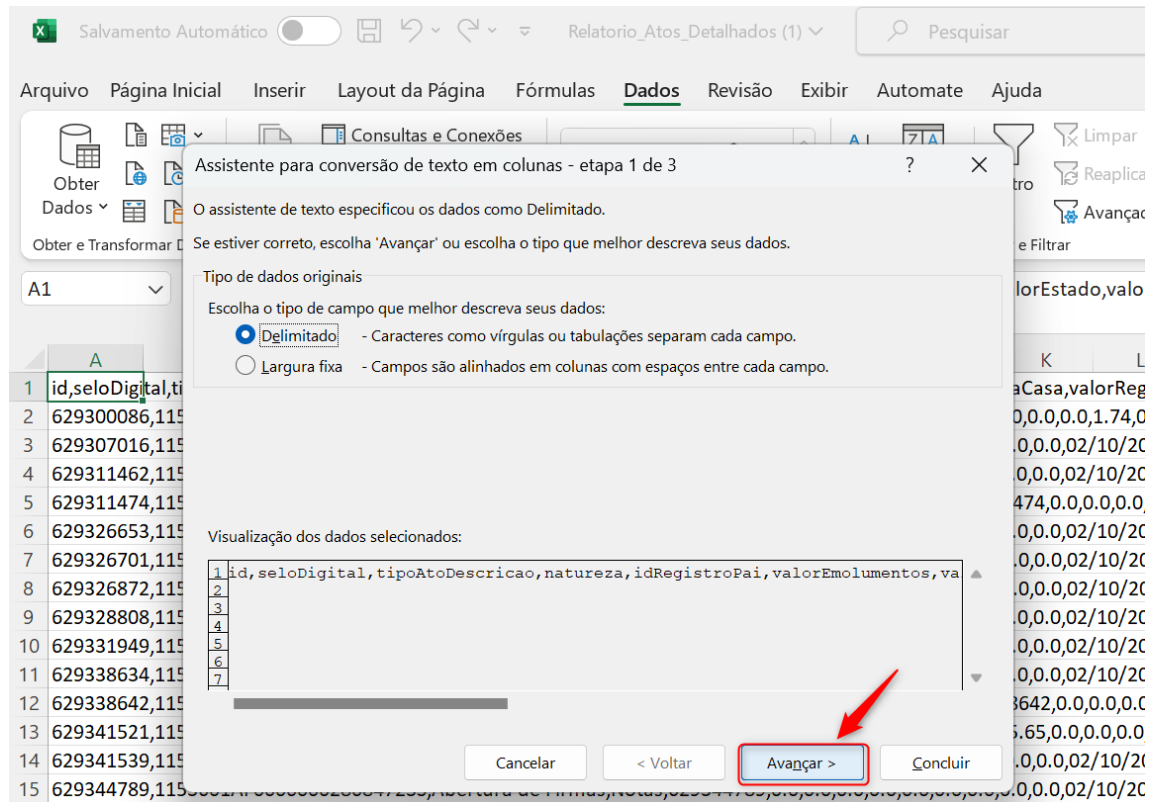 Salvamento Automático Relatorio_Atos_Detalhados (1) Pesquisar
Arquivo Página Inicial Inserir Layout da Página Fórmulas Dados Revisão Exibir Automate Ajuda
Consultas e Conexões Limpar
Obter Dados
Reaplica
Avançad
Obter e Transformar D e Filtrar
A1 lorEstado,valo
Assistente para conversão de texto em colunas - etapa 1 de 3 ? ×
O assistente de texto especificou os dados como Delimitado.
Se estiver correto, escolha 'Avançar' ou escolha o tipo que melhor descreva seus dados.
Tipo de dados originais
Escolha o tipo de campo que melhor descreva seus dados:
Delimitado - Caracteres como vírgulas ou tabulações separam cada campo.
Largura fixa - Campos são alinhados em colunas com espaços entre cada campo.
Visualização dos dados selecionados:
1 id,seloDigital,tipoAtoDescricao,natureza,idRegistroPai,valorEmolumentos,va
2
3
4
5
6
7
Cancelar < Voltar Avançar > Concluir
A K L
1 id,seloDigital,ti aCasa,valorReg
2 629300086,115 0,0.0,0.0,1.74,0
3 629307016,115 .0,0.0,02/10/20
4 629311462,115 .0,0.0,02/10/20
5 629311474,115 474,0.0,0.0,0.0,
6 629326653,115 .0,0.0,02/10/20
7 629326701,115 .0,0.0,02/10/20
8 629326872,115 .0,0.0,02/10/20
9 629328808,115 .0,0.0,02/10/20
10 629331949,115 .0,0.0,02/10/20
11 629338634,115 .0,0.0,02/10/20
12 629338642,115 8642,0.0,0.0,0.0
13 629341521,115 5.65,0.0,0.0,0.0
14 629341539,115 .0,0.0,02/10/20
15 629344789,115